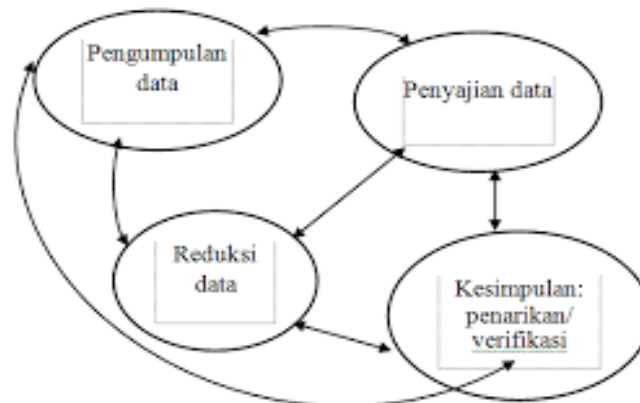 Pengumpulan
data
Penyajian data
Reduksi
data
Kesimpulan:
penarikan/
verifikasi